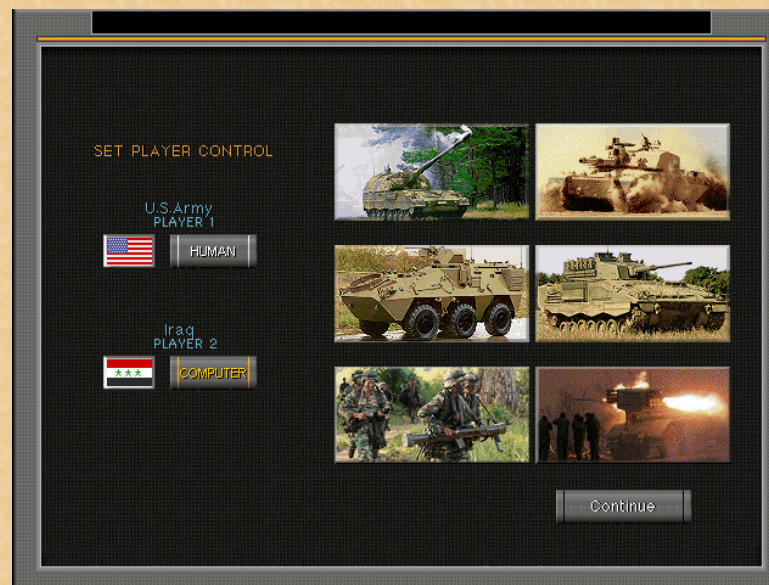 SET PLAYER CONTROL
U.S.Army
PLAYER 1
HUMAN
Iraq
PLAYER 2
COMPUTER
Continue